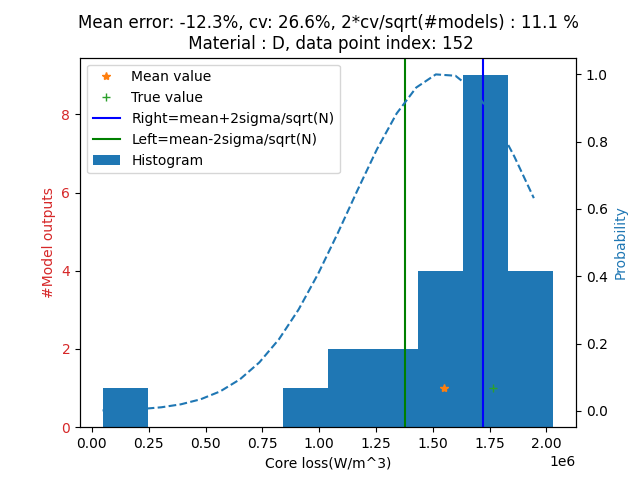 Mean error: -12.3%, cv: 26.6%, 2*cv/sqrt(#models) : 11.1 %
Material : D, data point index: 152
Mean value
True value
Right=mean+2sigma/sqrt(N)
Left=mean-2sigma/sqrt(N)
Histogram
#Model outputs
0
2
4
6
8
Probability
0.0
0.2
0.4
0.6
0.8
1.0
0.00 0.25 0.50 0.75 1.00 1.25 1.50 1.75 2.00
1e6
Core loss(W/m^3)